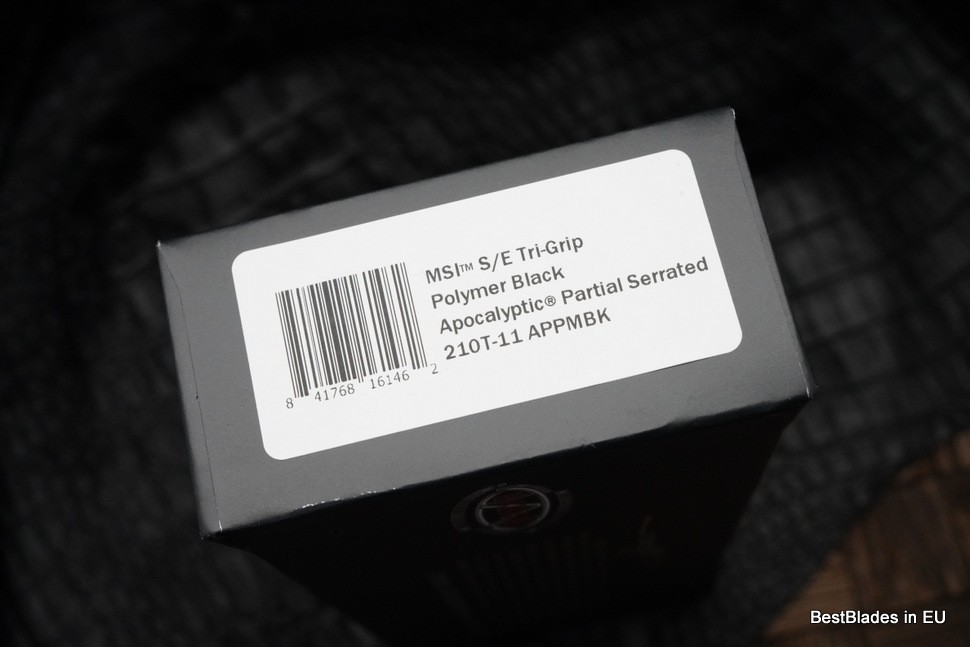 MSI™ S/E Tri-Grip
Polymer Black
Apocalyptic® Partial Serrated
210T-11 APPMBK
8 41768 16146 2
BestBlades in EU